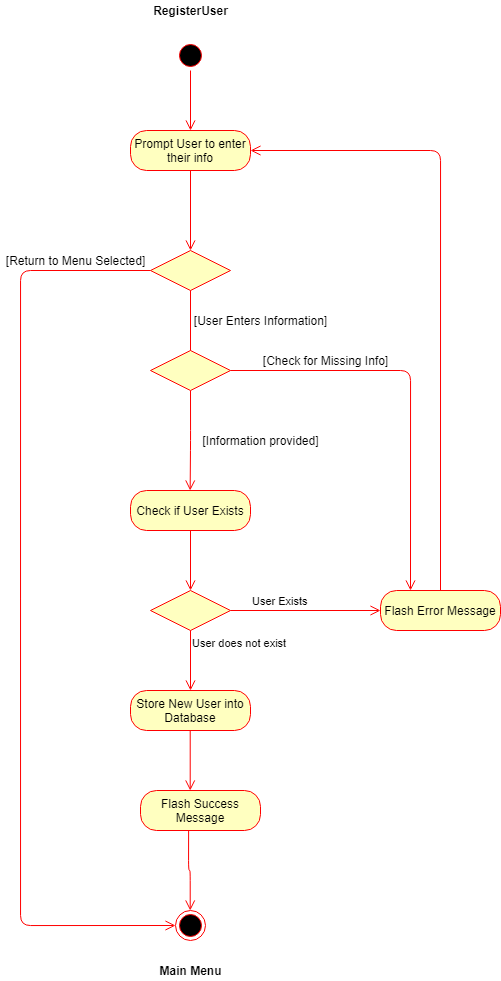 RegisterUser
Prompt User to enter
their info
[Return to Menu Selected]
[User Enters Information]
[Check for Missing Info]
[Information provided]
Check if User Exists
User Exists
Flash Error Message
User does not exist
Store New User into
Database
Flash Success
Message
Main Menu